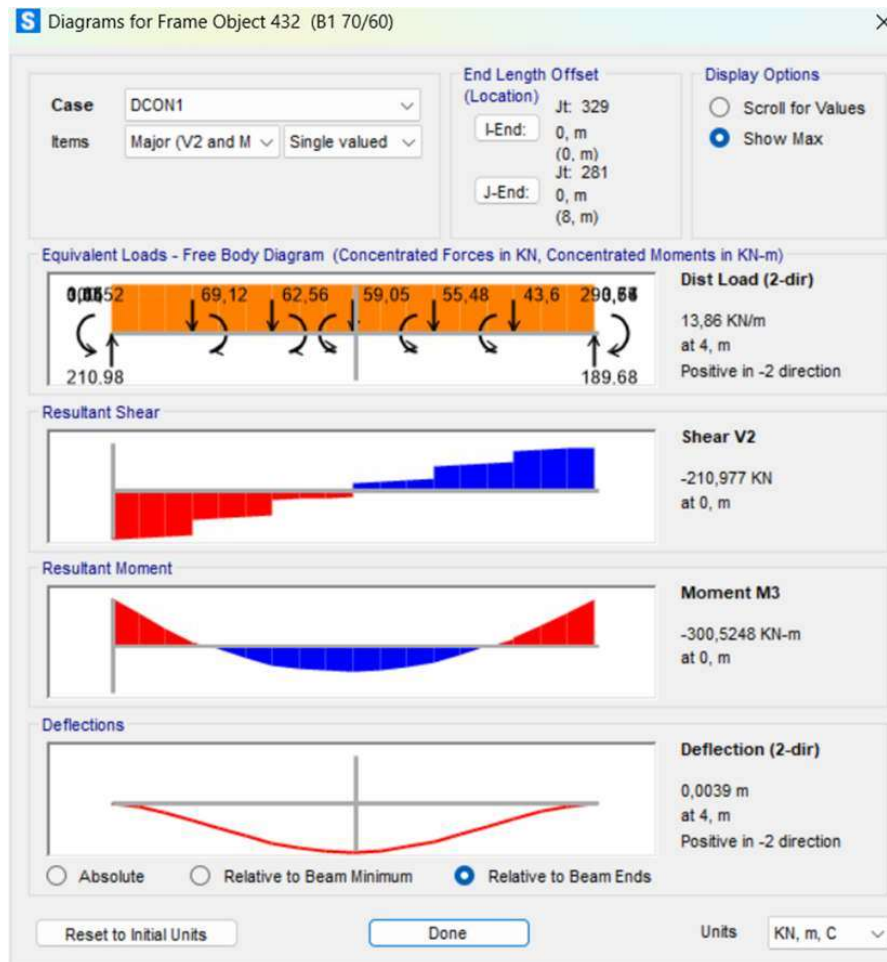 S Diagrams for Frame Object 432 (B1 70/60)
Case DCON1
Items Major (V2 and M Single valued
End Length Offset
(Location)
Jt: 329
I-End: 0, m
(0, m)
Jt: 281
J-End: 0, m
(8, m)
Display Options
Scroll for Values
Show Max
Equivalent Loads - Free Body Diagram (Concentrated Forces in KN, Concentrated Moments in KN-m)
69,12 62,56 59,05 55,48 43,6
210,98 189,68
Dist Load (2-dir)
13,86 KN/m
at 4, m
Positive in -2 direction
Resultant Shear
Shear V2
-210,977 KN
at 0, m
Resultant Moment
Moment M3
-300,5248 KN-m
at 0, m
Deflections
Deflection (2-dir)
0,0039 m
at 4, m
Positive in -2 direction
Absolute Relative to Beam Minimum Relative to Beam Ends
Reset to Initial Units Done Units KN, m, C